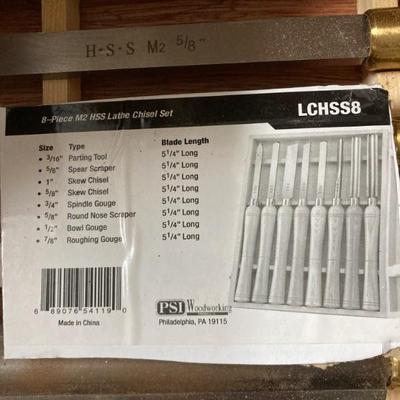 H-S-S M2 5/8"
8-Piece M2 HSS Lathe Chisel Set
LCHSS8
Size Type Blade Length
• 3/16" Parting Tool 5 1/4" Long
• 5/8" Spear Scraper 5 1/4" Long
• 1" Skew Chisel 5 1/4" Long
• 5/8" Skew Chisel 5 1/4" Long
• 3/4" Spindle Gouge 5 1/4" Long
• 5/8" Round Nose Scraper 5 1/4" Long
• 1/2" Bowl Gouge 5 1/4" Long
• 7/8" Roughing Gouge 5 1/4" Long
6 89076 54119 0
Made in China
PSI Woodworking
PRODUCTS
Philadelphia, PA 19115